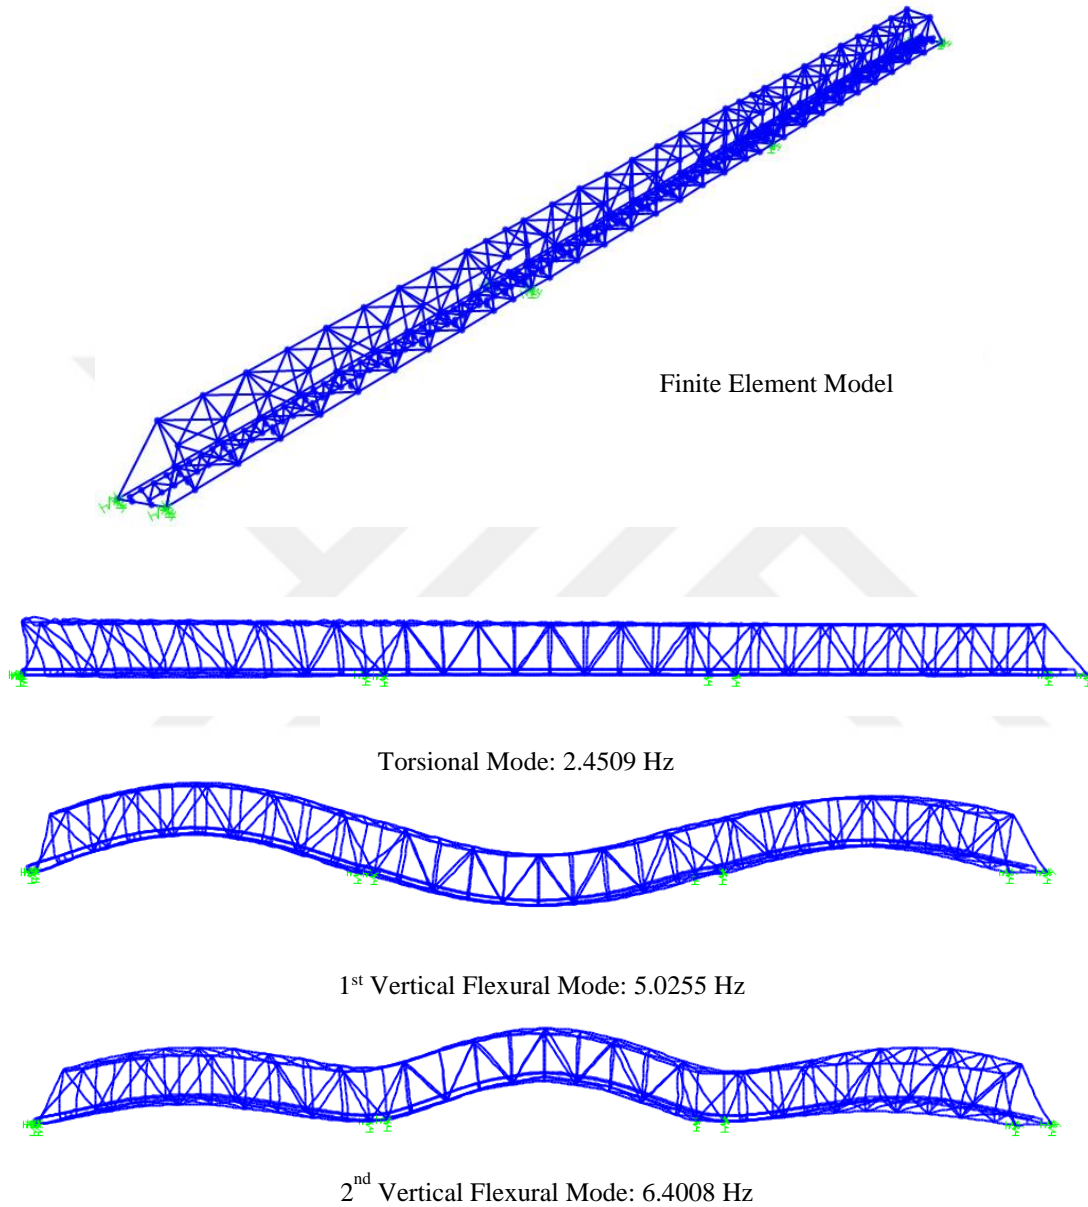 Finite Element Model
Torsional Mode: 2.4509 Hz
1st Vertical Flexural Mode: 5.0255 Hz
2nd Vertical Flexural Mode: 6.4008 Hz